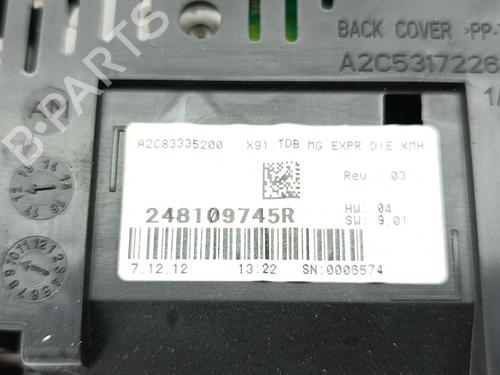 BACK COVER >PP-
A2C5317226
1/
A2C83335200 X91 TDB MG EXPR DIE KMH
Rev.: 03
248109745R
HW: 04
SW: 9.01
7.12.12 13:22 SN:0006574
B-PARTS